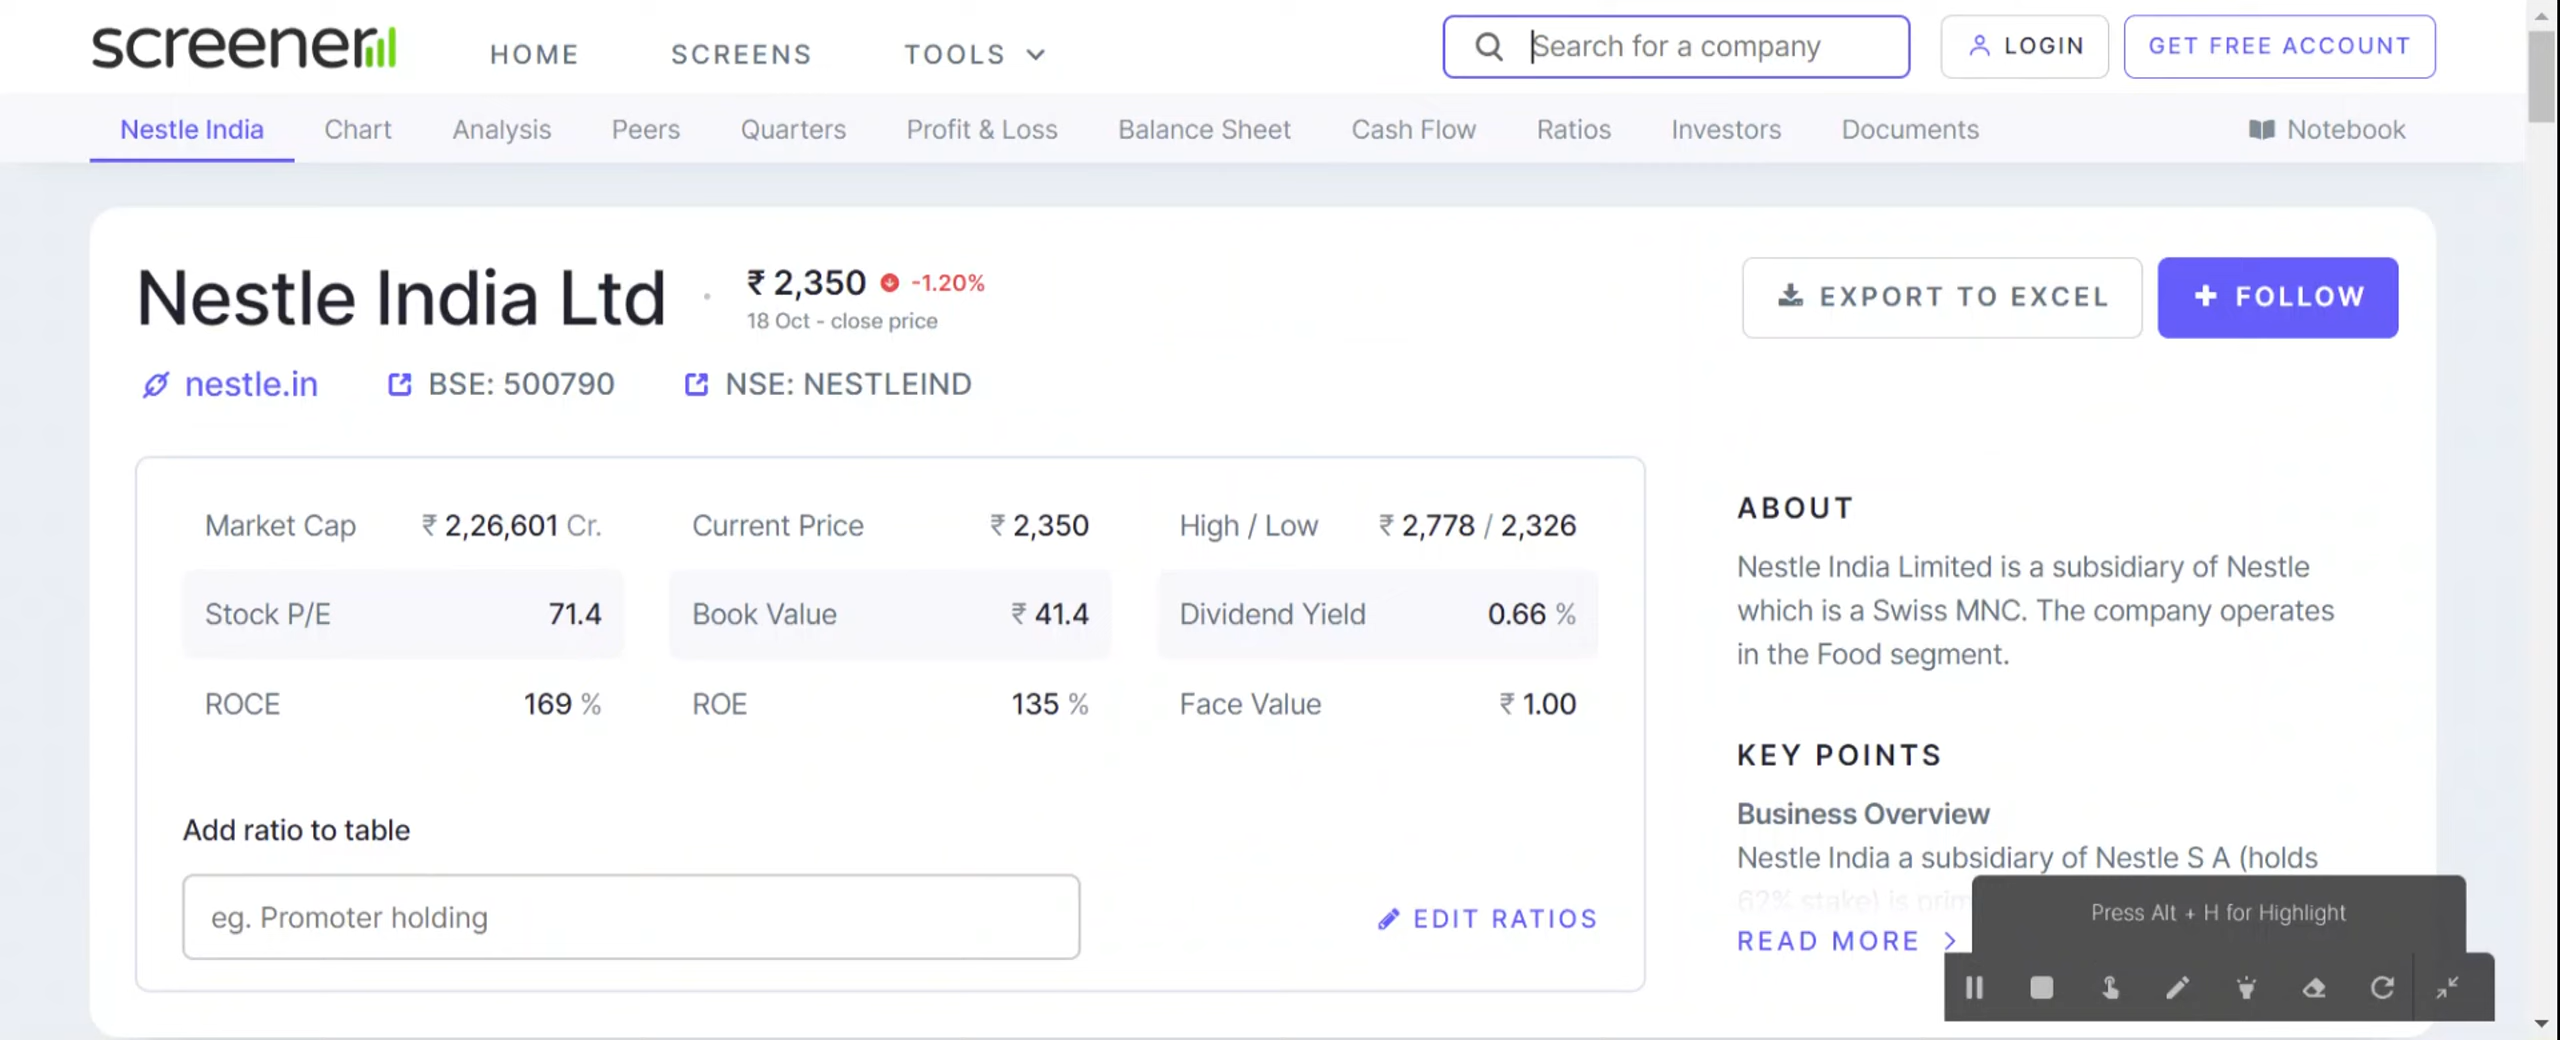 screener
HOME SCREENS TOOLS
Search for a company
LOGIN
GET FREE ACCOUNT
Nestle India Chart Analysis Peers Quarters Profit & Loss Balance Sheet Cash Flow Ratios Investors Documents Notebook
Nestle India Ltd
₹ 2,350 -1.20%
18 Oct - close price
EXPORT TO EXCEL
+ FOLLOW
nestle.in BSE: 500790 NSE: NESTLEIND
Market Cap ₹ 2,26,601 Cr. Current Price ₹ 2,350 High / Low ₹ 2,778 / 2,326
Stock P/E 71.4 Book Value ₹ 41.4 Dividend Yield 0.66 %
ROCE 169 % ROE 135 % Face Value ₹ 1.00
Add ratio to table
eg. Promoter holding
EDIT RATIOS
ABOUT
Nestle India Limited is a subsidiary of Nestle
which is a Swiss MNC. The company operates
in the Food segment.
KEY POINTS
Business Overview
Nestle India a subsidiary of Nestle S A (holds
62% stake) is
READ MORE
Press Alt + H for Highlight